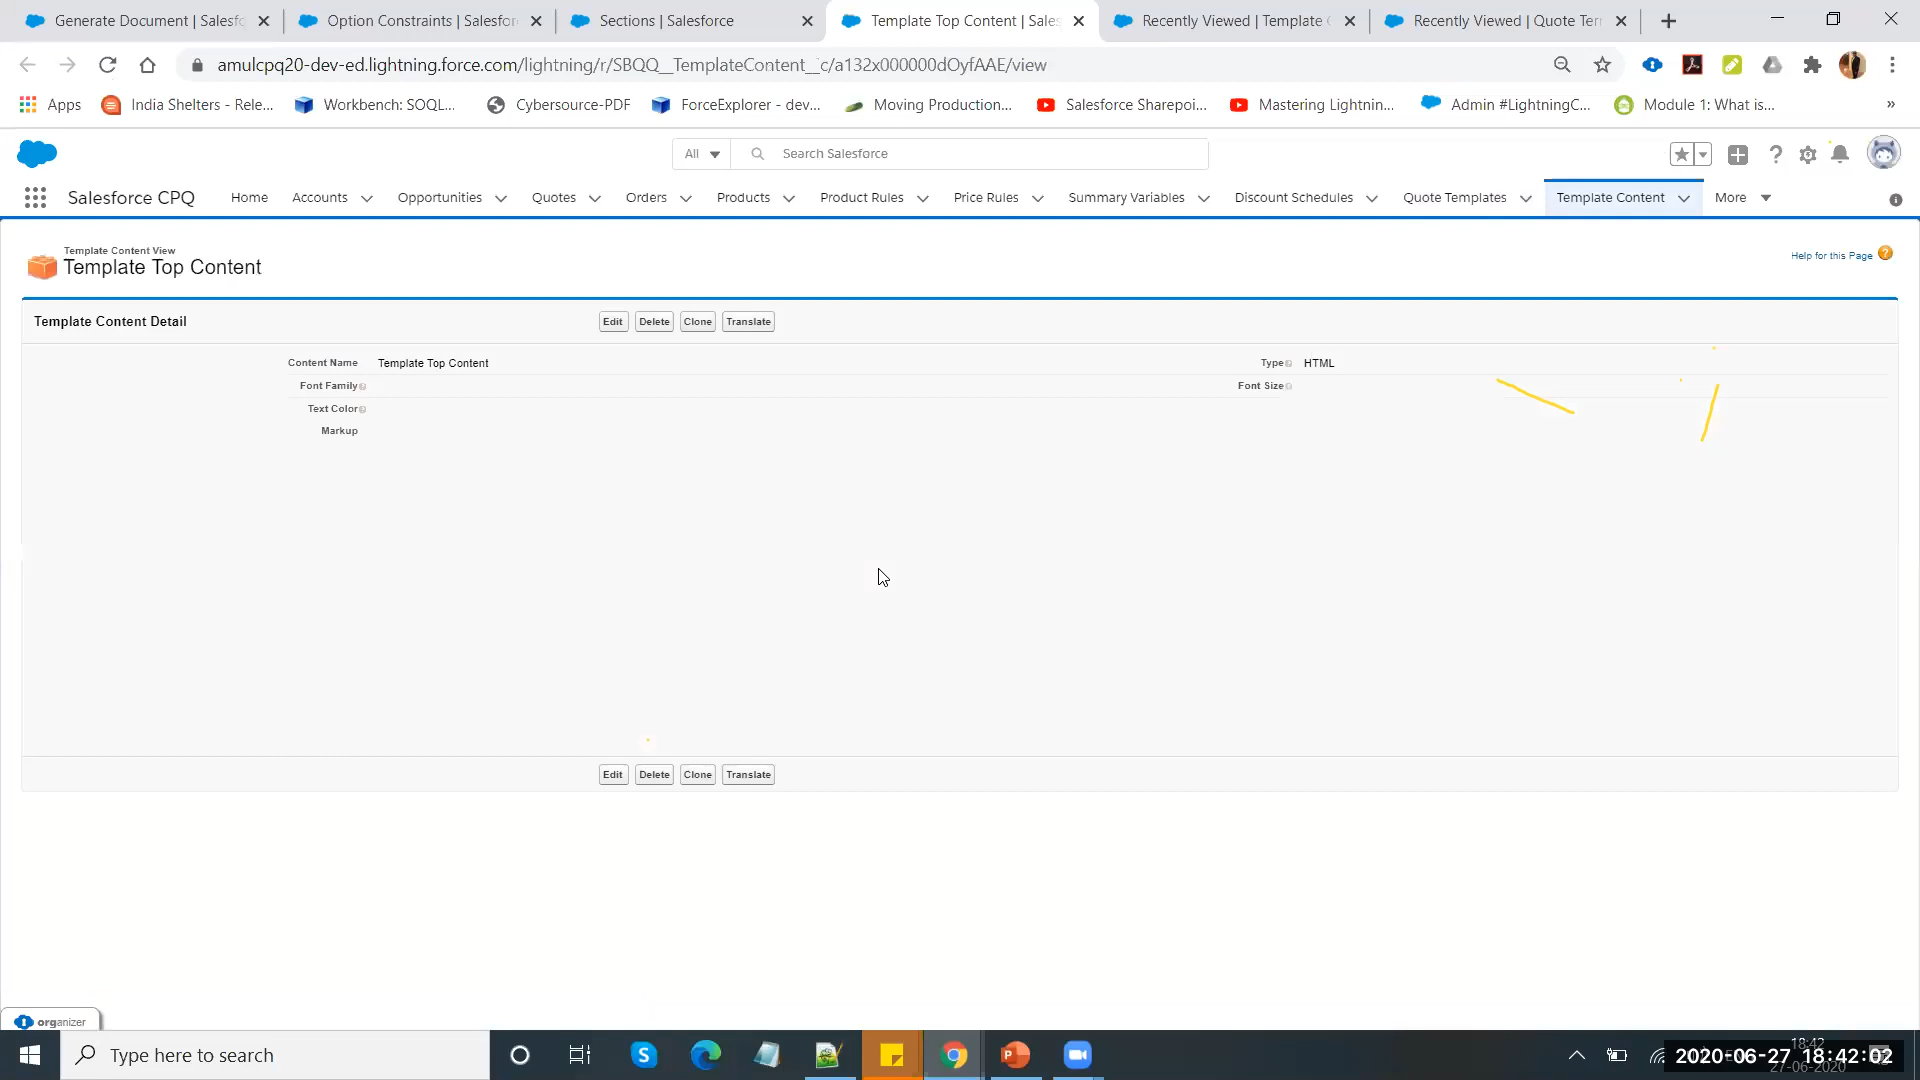 Generate Document | Salesfo
Option Constraints | Salesfor
Sections | Salesforce
Template Top Content | Sales
Recently Viewed | Template
Recently Viewed | Quote Ter
amulcpq20-dev-ed.lightning.force.com/lightning/r/SBQQ__TemplateContent__c/a132x000000dOyfAAE/view
Apps
India Shelters - Rele...
Workbench: SOQL...
Cybersource-PDF
ForceExplorer - dev...
Moving Production...
Salesforce Sharepoi...
Mastering Lightnin...
Admin #LightningC...
Module 1: What is...
»
All
Search Salesforce
Salesforce CPQ
Home
Accounts
Opportunities
Quotes
Orders
Products
Product Rules
Price Rules
Summary Variables
Discount Schedules
Quote Templates
Template Content
More
Template Content View
Template Top Content
Help for this Page
Template Content Detail
Edit
Delete
Clone
Translate
Content Name Template Top Content
Type HTML
Font Family
Font Size
Text Color
Markup
Edit
Delete
Clone
Translate
organizer
Type here to search
18:42
2020-06-27 18:42:02
27-06-2020